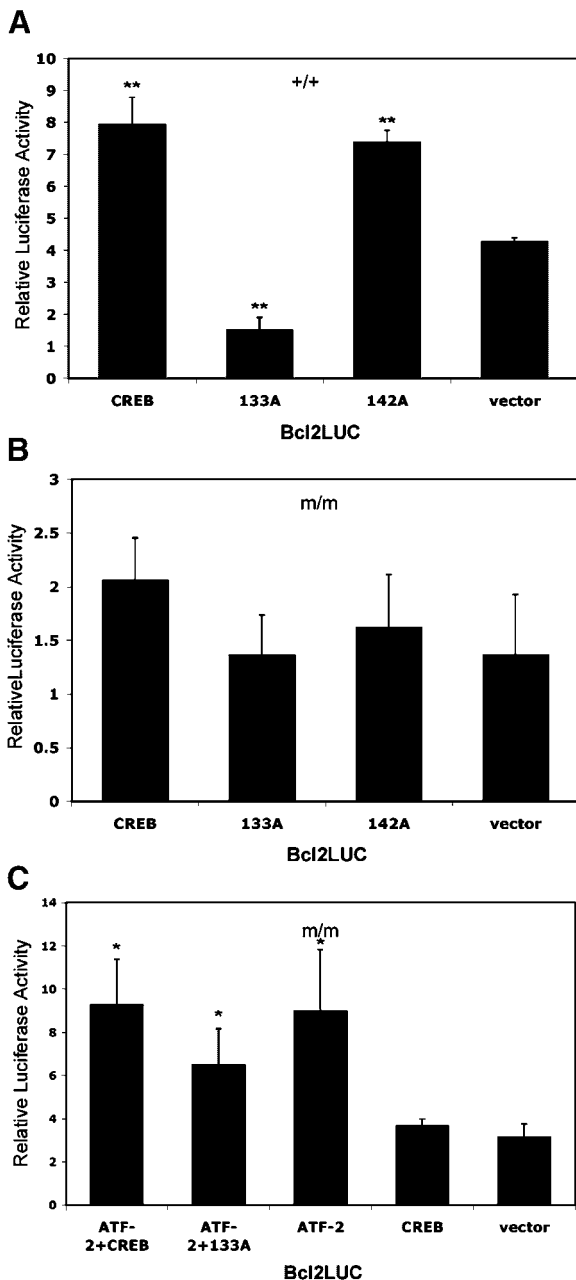 A
10
9
8
7
6
5
4
3
2
1
0
Relative Luciferase Activity
+/+
**
**
**
CREB 133A 142A vector
Bcl2LUC
B
3
2.5
2
1.5
1
0.5
0
RelativeLuciferase Activity
m/m
CREB 133A 142A vector
Bcl2LUC
C
14
12
10
8
6
4
2
0
Relative Luciferase Activity
m/m
*
*
*
ATF- ATF- ATF-2 CREB vector
2+CREB 2+133A
Bcl2LUC